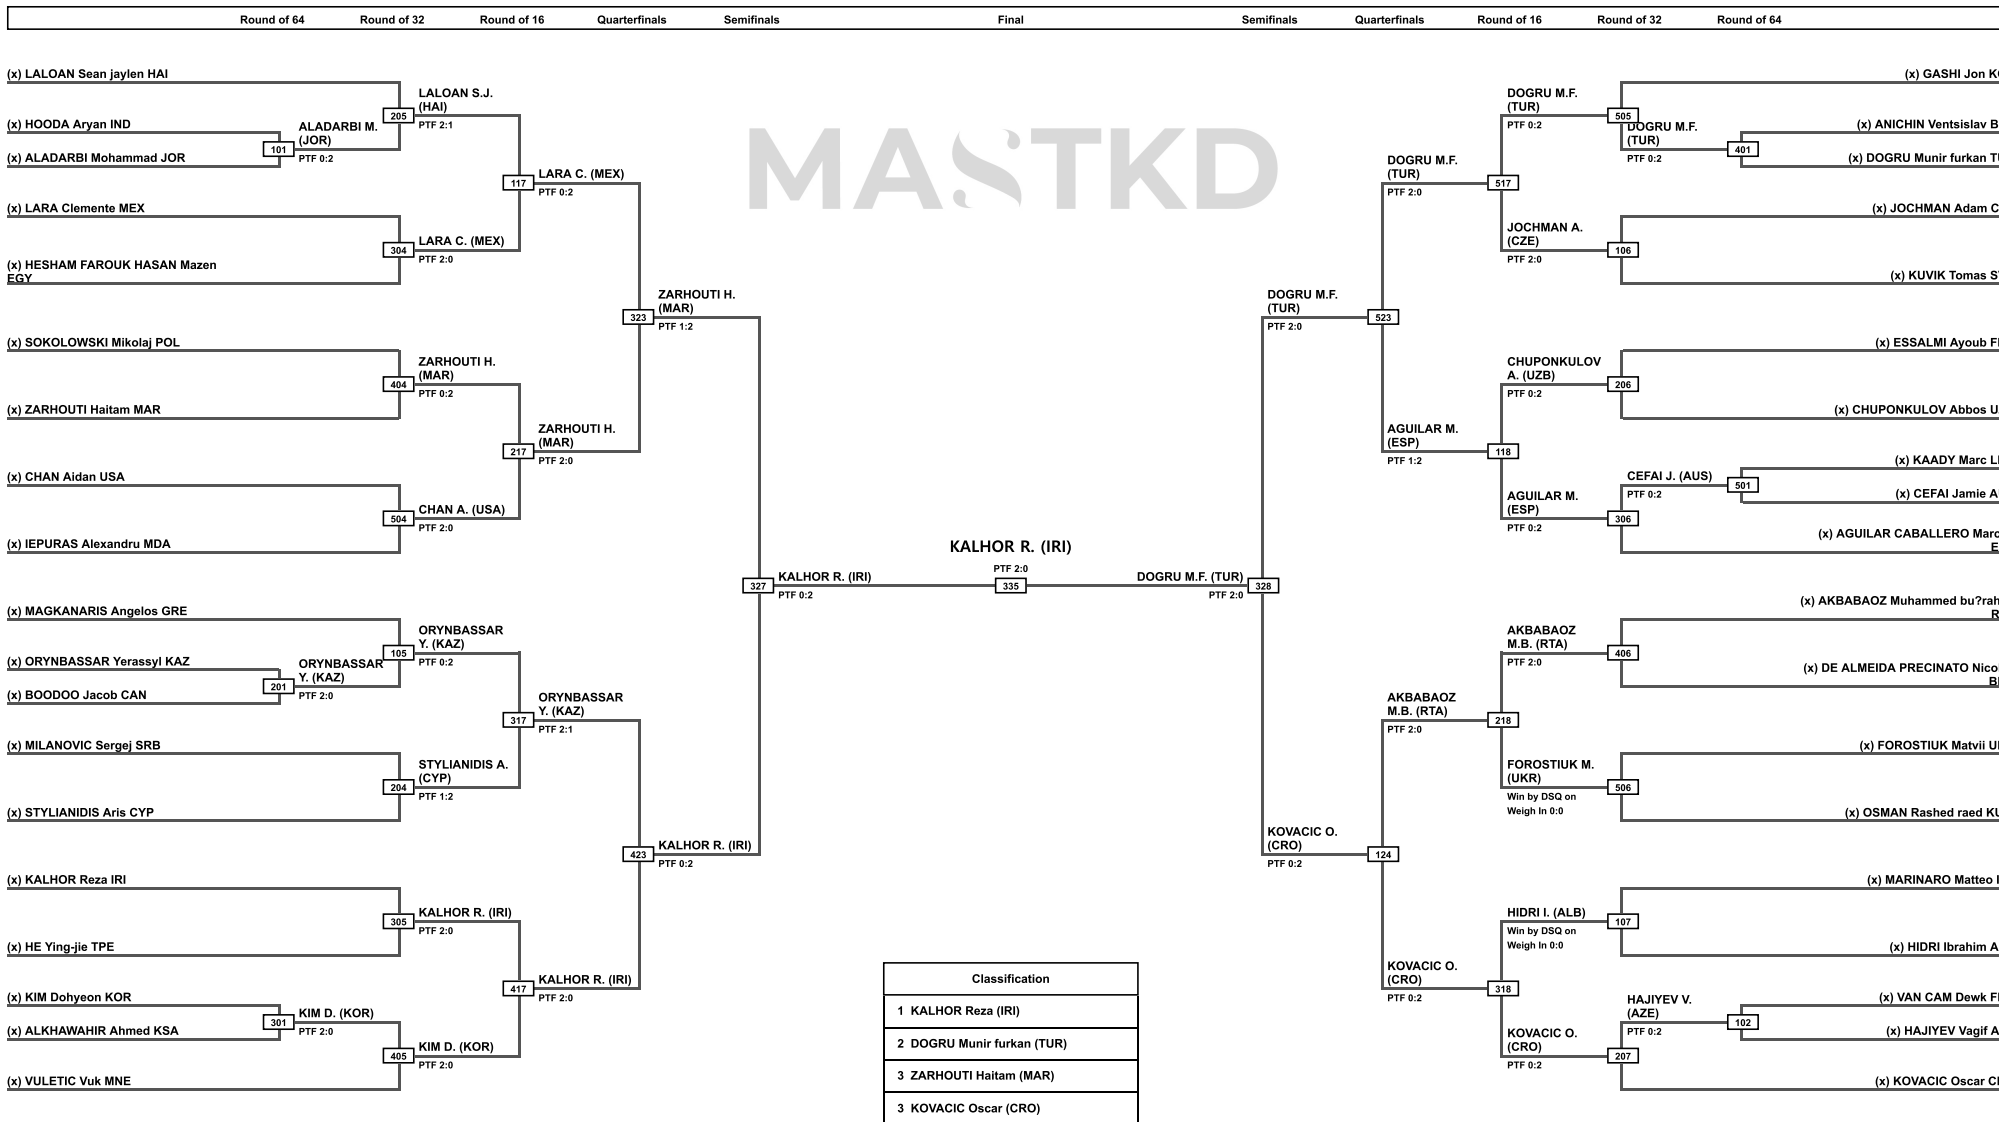 Round of 64 Round of 32 Round of 16 Quarterfinals Semifinals Final Semifinals Quarterfinals Round of 16 Round of 32 Round of 64
MASTKD
(x) LALOAN Sean jaylen HAI
(x) HOODA Aryan IND
(x) ALADARBI Mohammad JOR
(x) LARA Clemente MEX
(x) HESHAM FAROUK HASAN Mazen
EGY
(x) SOKOLOWSKI Mikolaj POL
(x) ZARHOUTI Haitam MAR
(x) CHAN Aidan USA
(x) IEPURAS Alexandru MDA
(x) MAGKANARIS Angelos GRE
(x) ORYNBASSAR Yerassyl KAZ
(x) BOODOO Jacob CAN
(x) MILANOVIC Sergej SRB
(x) STYLIANIDIS Aris CYP
(x) KALHOR Reza IRI
(x) HE Ying-jie TPE
(x) KIM Dohyeon KOR
(x) ALKHAWAHIR Ahmed KSA
(x) VULETIC Vuk MNE
101
ALADARBI M.
(JOR)
PTF 0:2
201
ORYNBASSAR
Y. (KAZ)
PTF 2:0
301
KIM D. (KOR)
PTF 2:0
205
LALOAN S.J.
(HAI)
PTF 2:1
304
LARA C. (MEX)
PTF 2:0
404
ZARHOUTI H.
(MAR)
PTF 0:2
504
CHAN A. (USA)
PTF 2:0
105
ORYNBASSAR
Y. (KAZ)
PTF 0:2
204
STYLIANIDIS A.
(CYP)
PTF 1:2
305
KALHOR R. (IRI)
PTF 2:0
405
KIM D. (KOR)
PTF 2:0
117
LARA C. (MEX)
PTF 0:2
217
ZARHOUTI H.
(MAR)
PTF 2:0
317
ORYNBASSAR
Y. (KAZ)
PTF 2:1
417
KALHOR R. (IRI)
PTF 2:0
323
ZARHOUTI H.
(MAR)
PTF 1:2
423
KALHOR R. (IRI)
PTF 0:2
327
KALHOR R. (IRI)
PTF 0:2
KALHOR R. (IRI)
PTF 2:0
335
DOGRU M.F. (TUR)
PTF 2:0
328
DOGRU M.F.
(TUR)
PTF 2:0
523
KOVACIC O.
(CRO)
PTF 0:2
124
DOGRU M.F.
(TUR)
PTF 2:0
517
AGUILAR M.
(ESP)
PTF 1:2
118
AKBABAOZ
M.B. (RTA)
PTF 2:0
218
KOVACIC O.
(CRO)
PTF 0:2
318
DOGRU M.F.
(TUR)
PTF 0:2
505
JOCHMAN A.
(CZE)
PTF 2:0
106
CHUPONKULOV
A. (UZB)
PTF 0:2
206
AGUILAR M.
(ESP)
PTF 0:2
306
AKBABAOZ
M.B. (RTA)
PTF 2:0
406
FOROSTIUK M.
(UKR)
Win by DSQ on
Weigh In 0:0
506
HIDRI I. (ALB)
Win by DSQ on
Weigh In 0:0
107
KOVACIC O.
(CRO)
PTF 0:2
207
DOGRU M.F.
(TUR)
PTF 0:2
401
CEFAI J. (AUS)
PTF 0:2
501
HAJIYEV V.
(AZE)
PTF 0:2
102
(x) GASHI Jon
(x) ANICHIN Ventsislav
(x) DOGRU Munir furkan
(x) JOCHMAN Adam
(x) KUVIK Tomas
(x) ESSALMI Ayoub
(x) CHUPONKULOV Abbos
(x) KAADY Marc
(x) CEFAI Jamie
(x) AGUILAR CABALLERO
(x) AKBABAOZ Muhammed
(x) DE ALMEIDA PRECINATO
(x) FOROSTIUK Matvii
(x) OSMAN Rashed raed
(x) MARINARO Matteo
(x) HIDRI Ibrahim
(x) VAN CAM Dewk
(x) HAJIYEV Vagif
(x) KOVACIC Oscar
Classification
1 KALHOR Reza (IRI)
2 DOGRU Munir furkan (TUR)
3 ZARHOUTI Haitam (MAR)
3 KOVACIC Oscar (CRO)